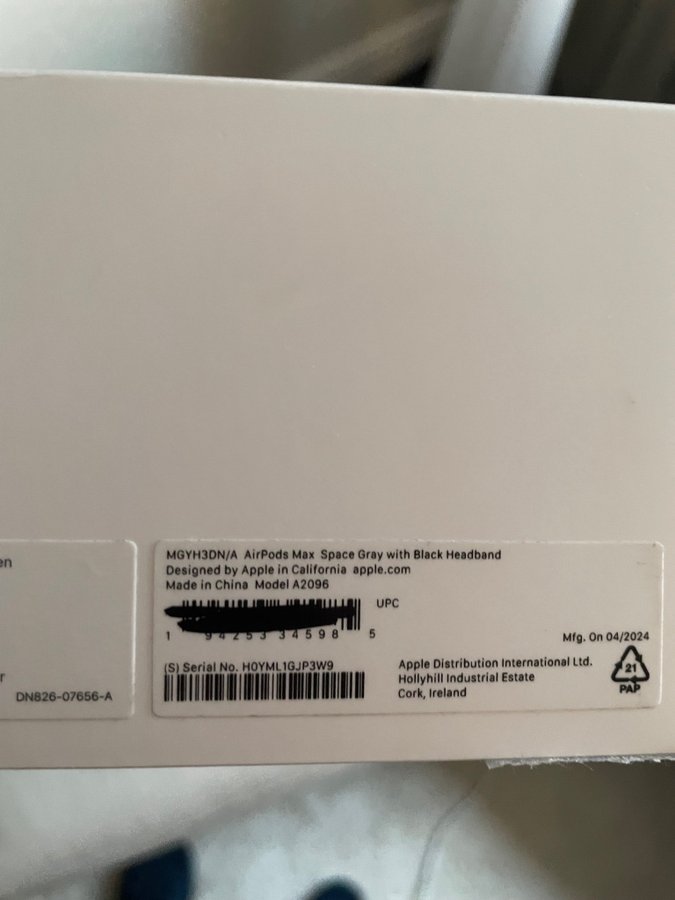 en
r
DN826-07656-A
MGYH3DN/A AirPods Max Space Gray with Black Headband
Designed by Apple in California apple.com
Made in China Model A2096
UPC
1 94253 34598 5
Mfg. On 04/2024
(S) Serial No. H0YML1GJP3W9
Apple Distribution International Ltd.
Hollyhill Industrial Estate
Cork, Ireland
21
PAP